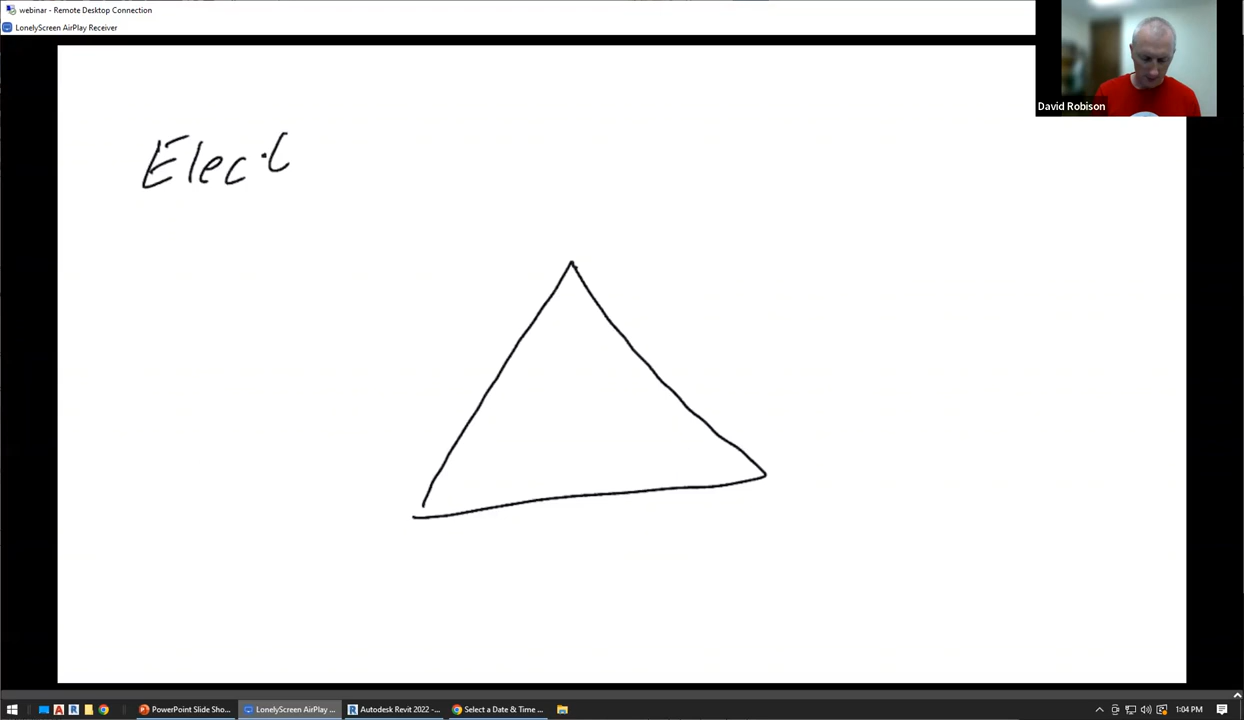 webinar - Remote Desktop Connection
LonelyScreen AirPlay Receiver
David Robison
Elect
PowerPoint Slide Sho...
LonelyScreen AirPlay ...
Autodesk Revit 2022 -...
Select a Date & Time ...
1:04 PM